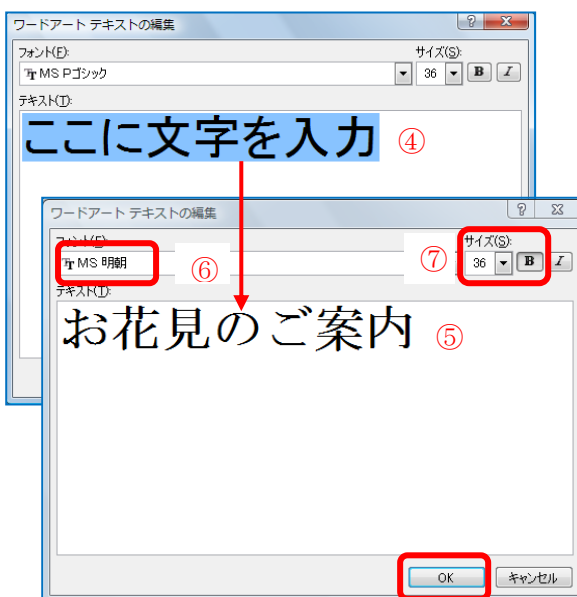 ワードアート テキストの編集
フォント(F):
サイズ(S):
MS Pゴシック
36
B
I
テキスト(T):
ここに文字を入力
④
ワードアート テキストの編集
フォント(F):
サイズ(S):
MS 明朝
⑥
⑦
36
B
I
テキスト(T):
お花見のご案内
⑤
OK
キャンセル